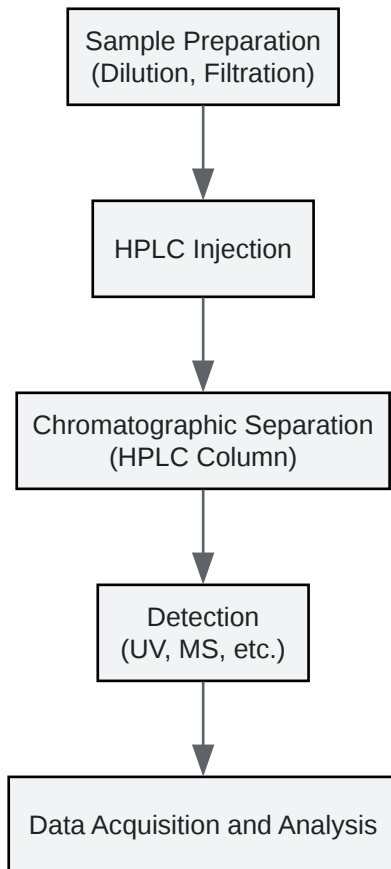 Sample Preparation
(Dilution, Filtration)
HPLC Injection
Chromatographic Separation
(HPLC Column)
Detection
(UV, MS, etc.)
Data Acquisition and Analysis